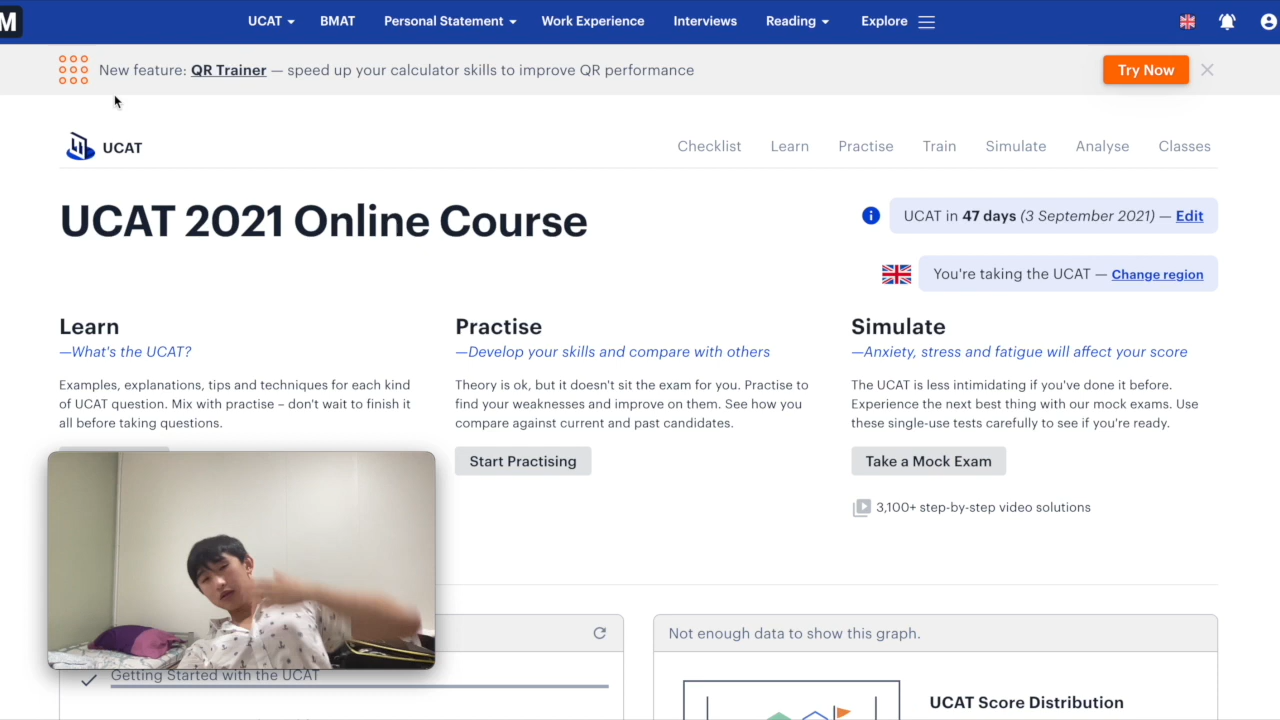 M
UCAT
BMAT
Personal Statement
Work Experience
Interviews
Reading
Explore
New feature: QR Trainer — speed up your calculator skills to improve QR performance
Try Now
UCAT
Checklist
Learn
Practise
Train
Simulate
Analyse
Classes
UCAT 2021 Online Course
UCAT in 47 days (3 September 2021) — Edit
You're taking the UCAT — Change region
Learn
—What's the UCAT?
Examples, explanations, tips and techniques for each kind
of UCAT question. Mix with practise – don't wait to finish it
all before taking questions.
Practise
—Develop your skills and compare with others
Theory is ok, but it doesn't sit the exam for you. Practise to
find your weaknesses and improve on them. See how you
compare against current and past candidates.
Start Practising
Simulate
—Anxiety, stress and fatigue will affect your score
The UCAT is less intimidating if you've done it before.
Experience the next best thing with our mock exams. Use
these single-use tests carefully to see if you're ready.
Take a Mock Exam
3,100+ step-by-step video solutions
Getting Started with the UCAT
Not enough data to show this graph.
UCAT Score Distribution